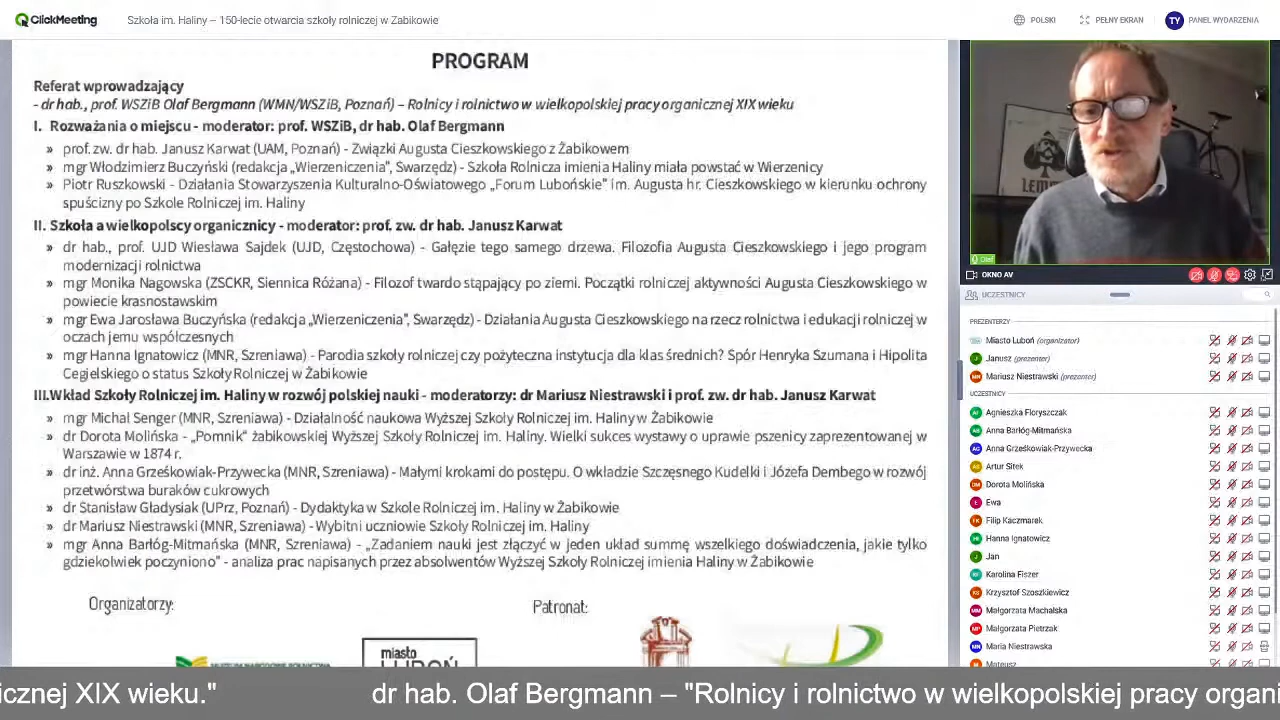 ClickMeeting
Szkoła im. Haliny – 150-lecie otwarcia szkoły rolniczej w Żabikowie
POLSKI
PEŁNY EKRAN
TY
PANEL WYDARZENIA
PROGRAM
Referat wprowadzający
- dr hab., prof. WSZiB Olaf Bergmann (WMN/WSZiB, Poznań) – Rolnicy i rolnictwo w wielkopolskiej pracy organicznej XIX wieku
I. Rozważania o miejscu - moderator: prof. WSZiB, dr hab. Olaf Bergmann
» prof. zw. dr hab. Janusz Karwat (UAM, Poznań) - Związki Augusta Cieszkowskiego z Żabikowem
» mgr Włodzimierz Buczyński (redakcja „Wierzeniczenia”, Swarzędz) - Szkoła Rolnicza imienia Haliny miała powstać w Wierzenicy
» Piotr Ruszkowski - Działania Stowarzyszenia Kulturalno-Oświatowego „Forum Lubońskie” im. Augusta hr. Cieszkowskiego w kierunku ochrony
spuścizny po Szkole Rolniczej im. Haliny
II. Szkoła a wielkopolscy organicznicy - moderator: prof. zw. dr hab. Janusz Karwat
» dr hab., prof. UJD Wiesława Sajdek (UJD, Częstochowa) - Gałęzie tego samego drzewa. Filozofia Augusta Cieszkowskiego i jego program
modernizacji rolnictwa
» mgr Monika Nagowska (ZSCKR, Siennica Różana) - Filozof twardo stąpający po ziemi. Początki rolniczej aktywności Augusta Cieszkowskiego w
powiecie krasnostawskim
» mgr Ewa Jarosława Buczyńska (redakcja „Wierzeniczenia”, Swarzędz) - Działania Augusta Cieszkowskiego na rzecz rolnictwa i edukacji rolniczej w
oczach jemu współczesnych
» mgr Hanna Ignatowicz (MNR, Szreniawa) - Parodia szkoły rolniczej czy pożyteczna instytucja dla klas średnich? Spór Henryka Szumana i Hipolita
Cegielskiego o status Szkoły Rolniczej w Żabikowie
III.Wkład Szkoły Rolniczej im. Haliny w rozwój polskiej nauki - moderatorzy: dr Mariusz Niestrawski i prof. zw. dr hab. Janusz Karwat
» mgr Michał Senger (MNR, Szreniawa) - Działalność naukowa Wyższej Szkoły Rolniczej im. Haliny w Żabikowie
» dr Dorota Molińska - „Pomnik” żabikowskiej Wyższej Szkoły Rolniczej im. Haliny. Wielki sukces wystawy o uprawie pszenicy zaprezentowanej w
Warszawie w 1874 r.
» dr inż. Anna Grześkowiak-Przywecka (MNR, Szreniawa) - Małymi krokami do postępu. O wkładzie Szczęsnego Kudelki i Józefa Dembego w rozwój
przetwórstwa buraków cukrowych
» dr Stanisław Gładysiak (UPrz, Poznań) - Dydaktyka w Szkole Rolniczej im. Haliny w Żabikowie
» dr Mariusz Niestrawski (MNR, Szreniawa) - Wybitni uczniowie Szkoły Rolniczej im. Haliny
» mgr Anna Barłóg-Mitmańska (MNR, Szreniawa) - „Zadaniem nauki jest złączyć w jeden układ summę wszelkiego doświadczenia, jakie tylko
gdziekolwiek poczyniono” - analiza prac napisanych przez absolwentów Wyższej Szkoły Rolniczej imienia Haliny w Żabikowie
Organizatorzy:
Patronat:
miasto
LUBOŃ
Olaf
OKNO AV
UCZESTNICY
PREZENTERZY
Miasto Luboń (organizator)
J Janusz (prezenter)
MN Mariusz Niestrawski (prezenter)
UCZESTNICY
AF Agnieszka Floryszczak
AB Anna Barłóg-Mitmańska
AG Anna Grześkowiak-Przywecka
AS Artur Sitek
DM Dorota Molińska
E Ewa
FK Filip Kaczmarek
HI Hanna Ignatowicz
J Jan
KF Karolina Fiszer
KS Krzysztof Szoszkiewicz
MM Małgorzata Machalska
MP Małgorzata Pietrzak
MN Maria Niestrawska
Mateusz
icznej XIX wieku."
dr hab. Olaf Bergmann – "Rolnicy i rolnictwo w wielkopolskiej pracy organi